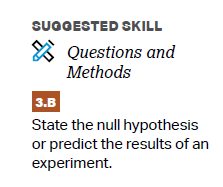 SUGGESTED SKILL
Questions and
Methods
3.B
State the null hypothesis
or predict the results of an
experiment.